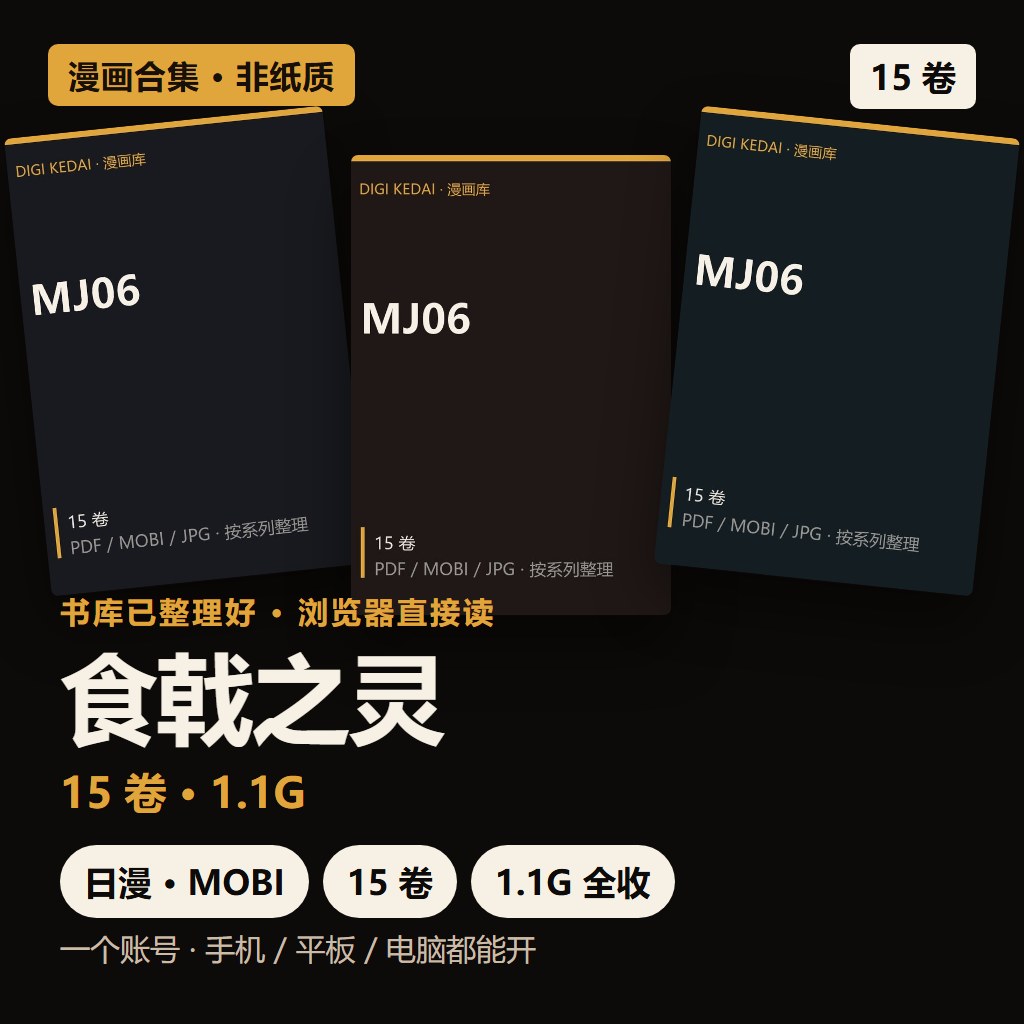 漫画合集 • 非纸质
15 卷
DIGI KEDAI · 漫画库
MJ06
15 卷
PDF / MOBI / JPG · 按系列整理
DIGI KEDAI · 漫画库
MJ06
15 卷
PDF / MOBI / JPG · 按系列整理
DIGI KEDAI · 漫画库
MJ06
15 卷
PDF / MOBI / JPG · 按系列整理
书库已整理好 • 浏览器直接读
食戟之灵
15 卷 • 1.1G
日漫 • MOBI
15 卷
1.1G 全收
一个账号 · 手机 / 平板 / 电脑都能开